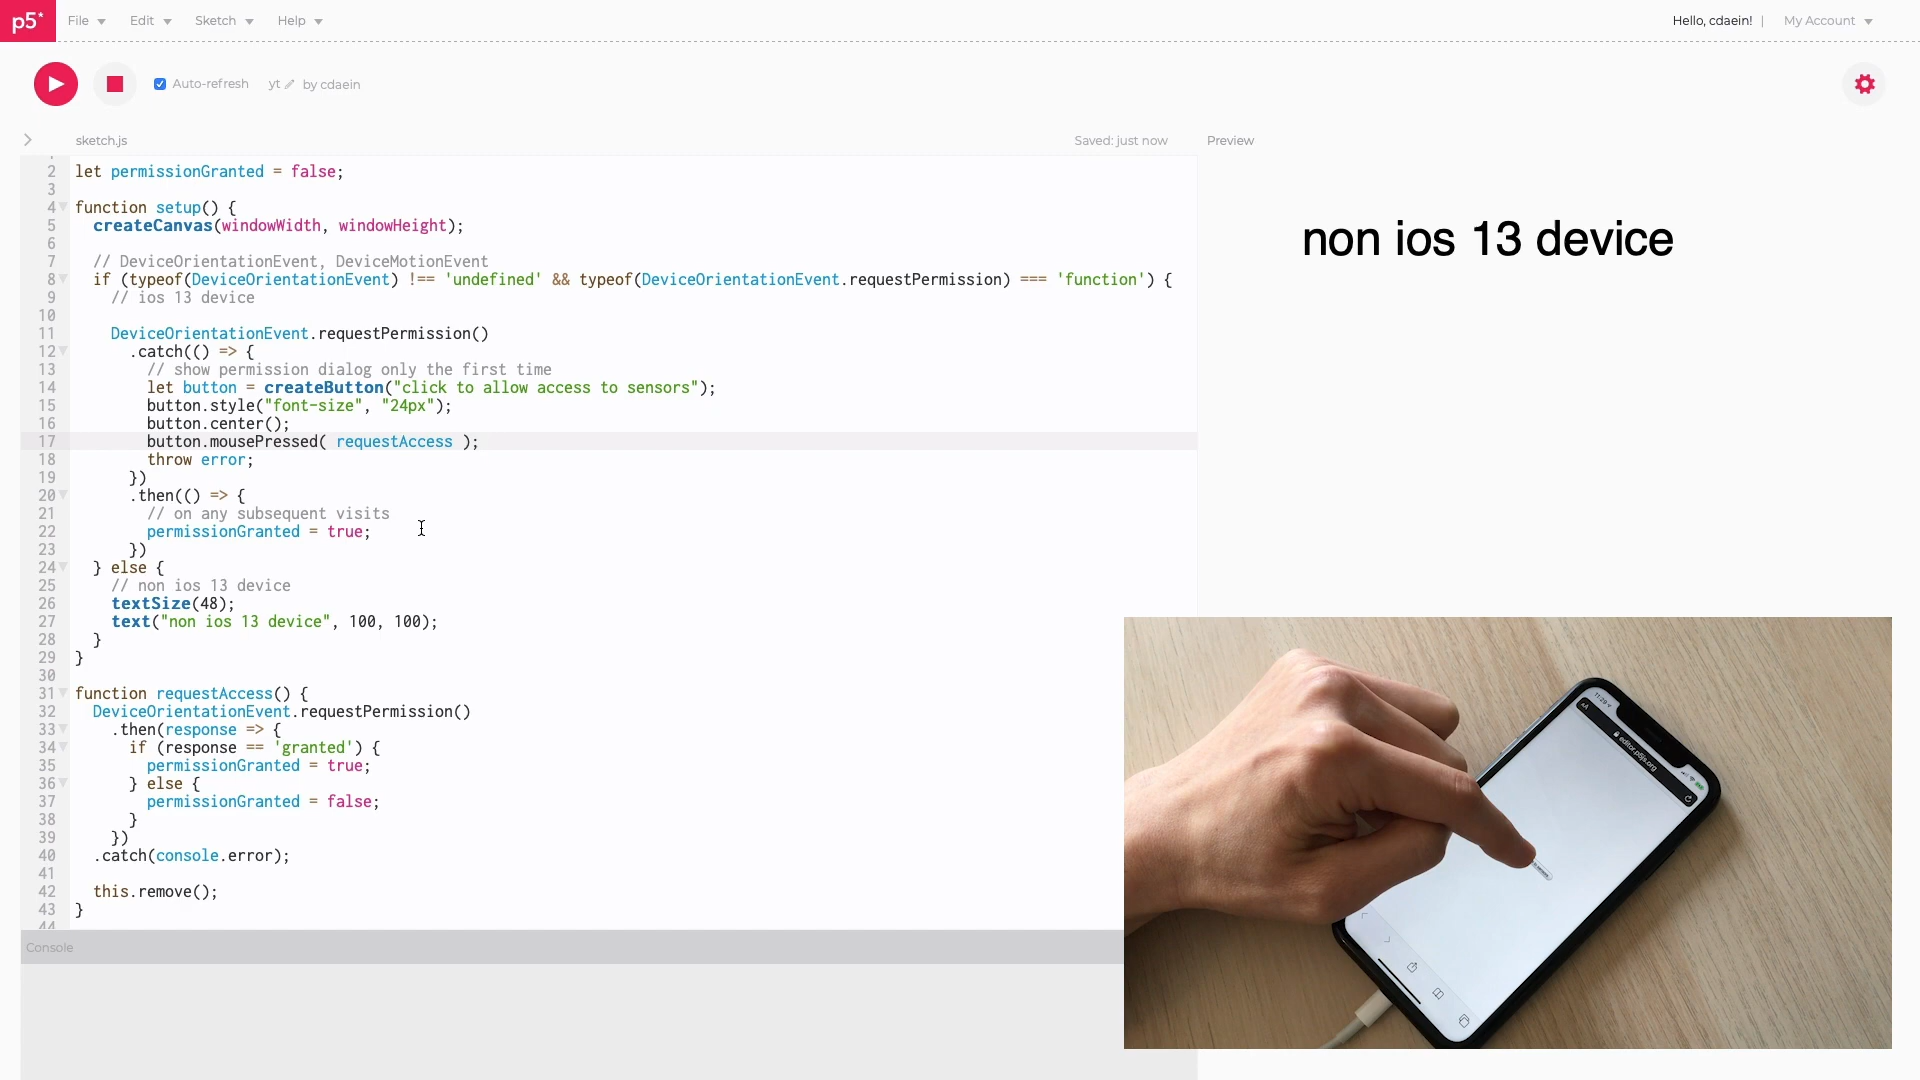 p5* File Edit Sketch Help Hello, cdaein! | My Account
Auto-refresh yt by cdaein
sketch.js Saved: just now Preview
2 let permissionGranted = false;
3
4 function setup() {
5 createCanvas(windowWidth, windowHeight);
6
7 // DeviceOrientationEvent, DeviceMotionEvent
8 if (typeof(DeviceOrientationEvent) !== 'undefined' && typeof(DeviceOrientationEvent.requestPermission) === 'function') {
9 // ios 13 device
10
11 DeviceOrientationEvent.requestPermission()
12 .catch(() => {
13 // show permission dialog only the first time
14 let button = createButton("click to allow access to sensors");
15 button.style("font-size", "24px");
16 button.center();
17 button.mousePressed( requestAccess );
18 throw error;
19 })
20 .then(() => {
21 // on any subsequent visits
22 permissionGranted = true;
23 })
24 } else {
25 // non ios 13 device
26 textSize(48);
27 text("non ios 13 device", 100, 100);
28 }
29 }
30
31 function requestAccess() {
32 DeviceOrientationEvent.requestPermission()
33 .then(response => {
34 if (response == 'granted') {
35 permissionGranted = true;
36 } else {
37 permissionGranted = false;
38 }
39 })
40 .catch(console.error);
41
42 this.remove();
43 }
44
Console
non ios 13 device
11:29
AA editor.p5js.org